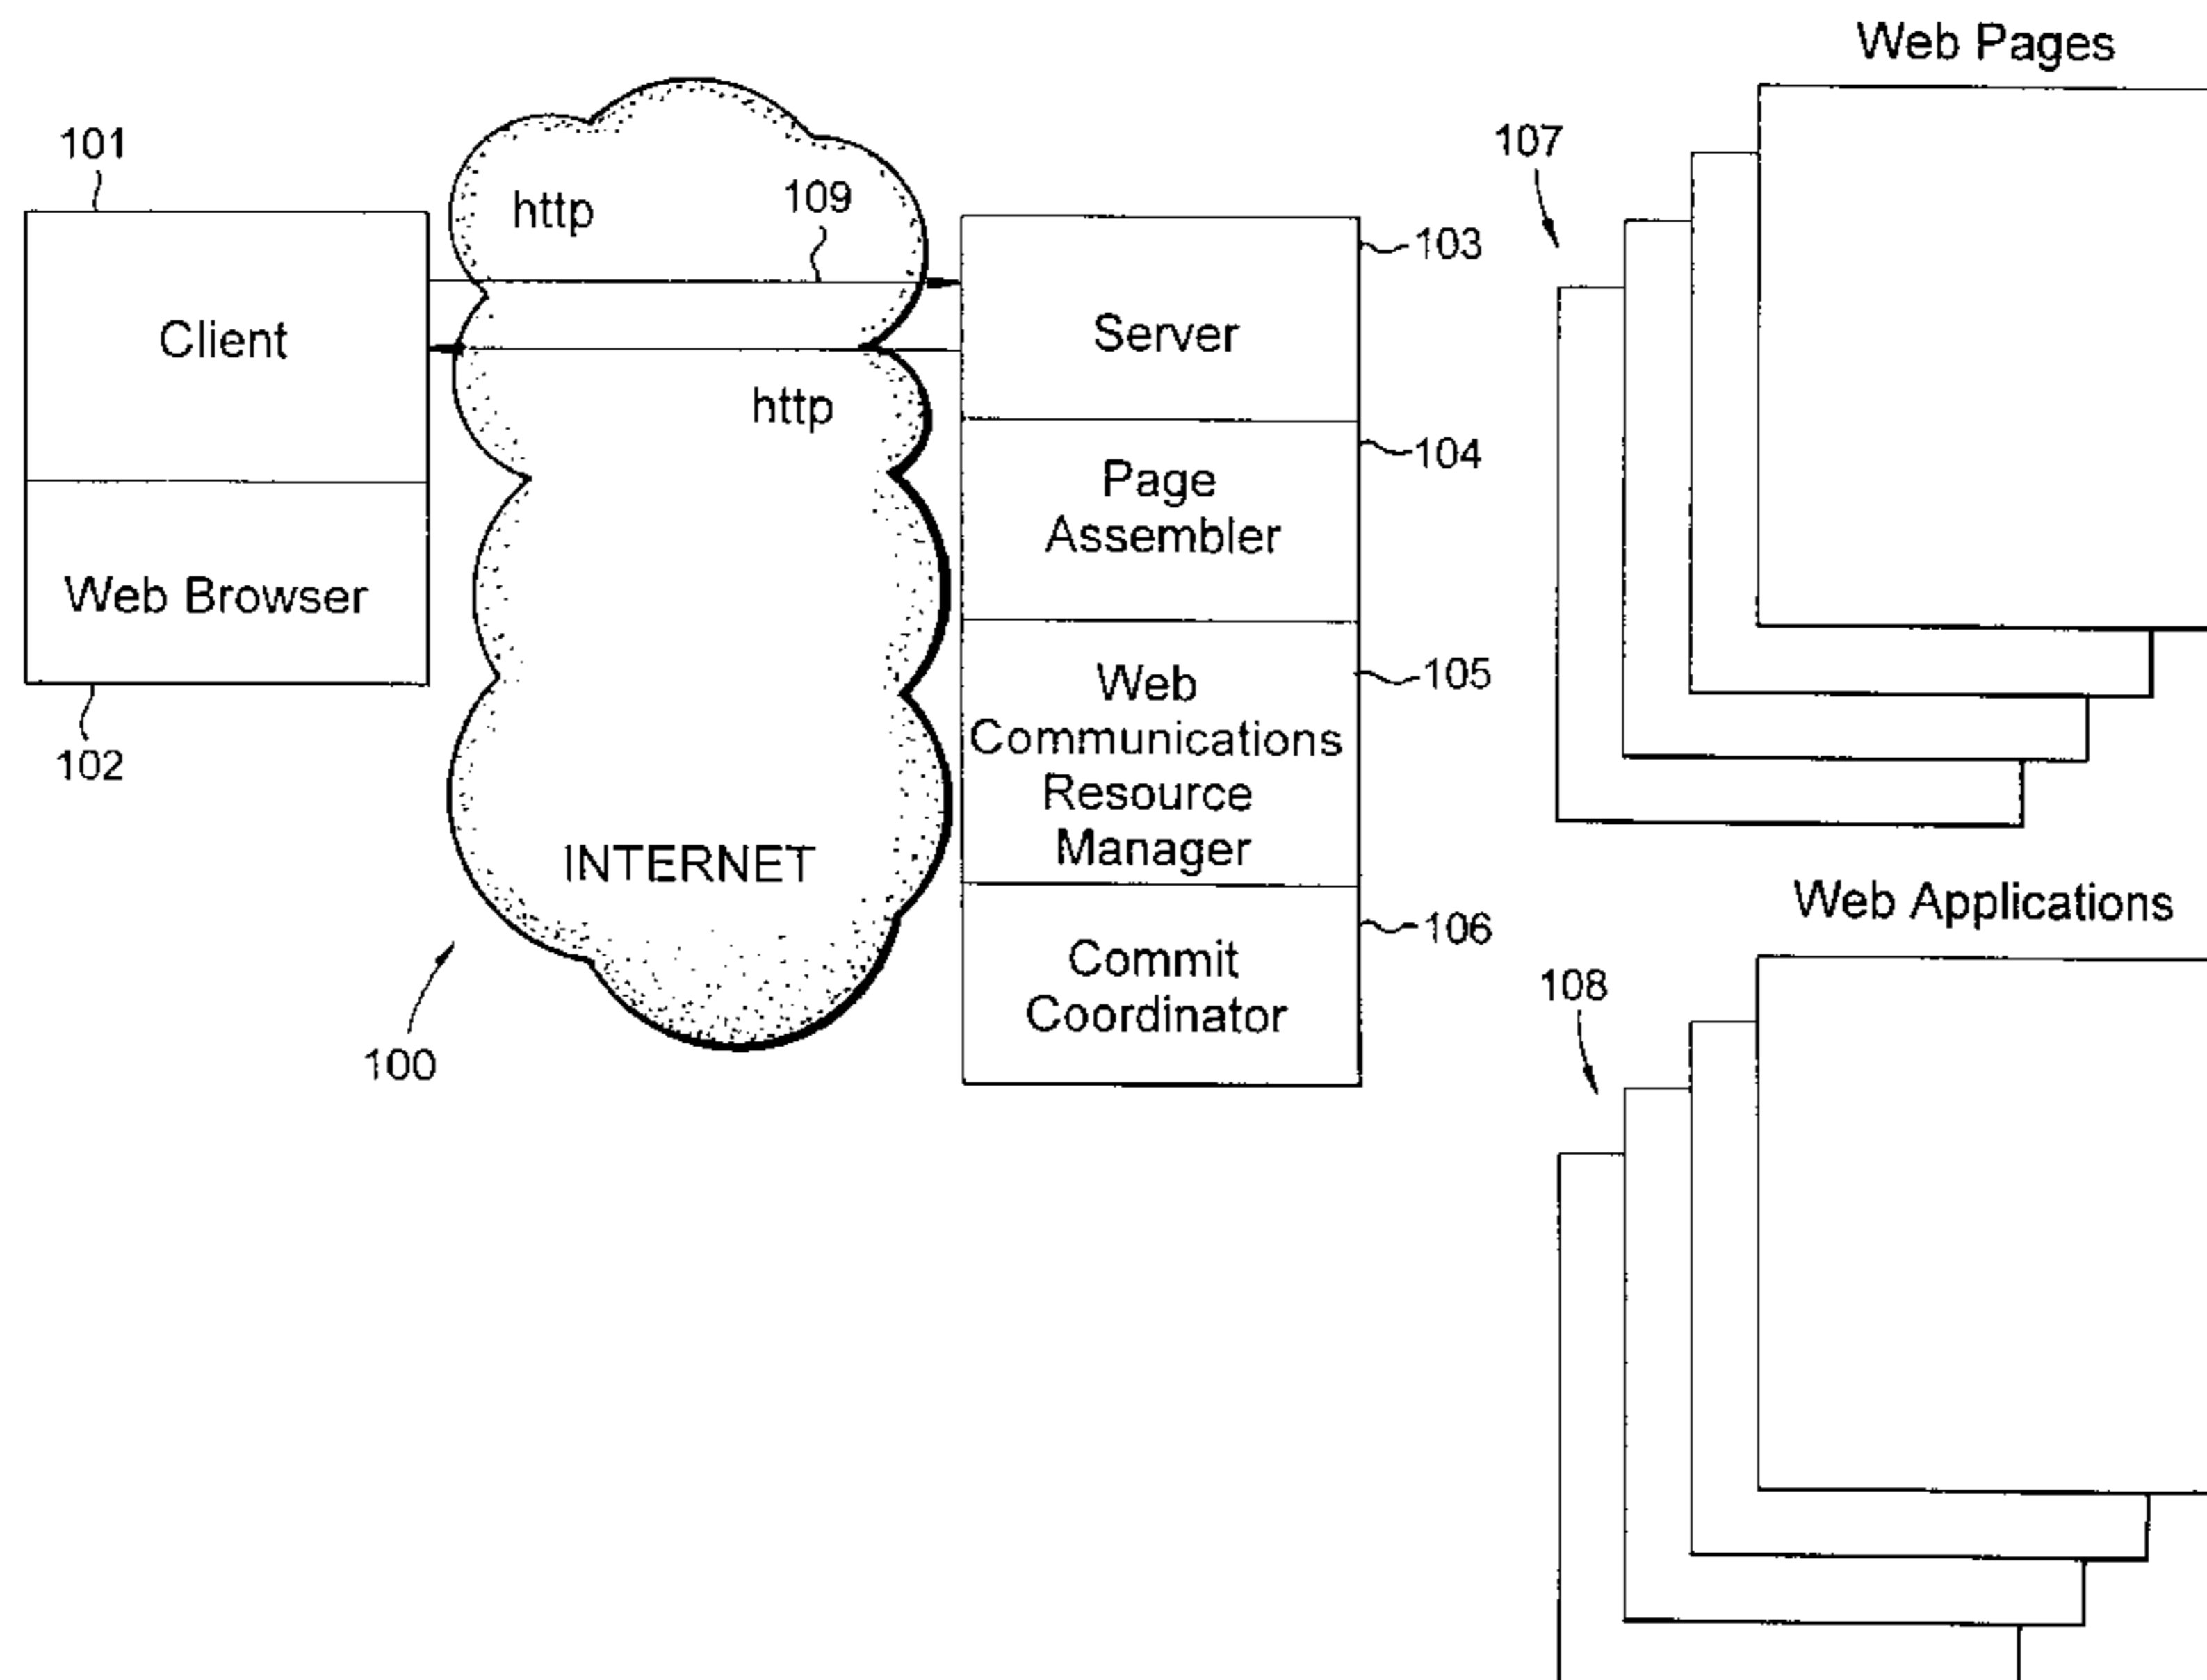 Web Pages
101
107
http
109
103
Client
Server
http
104
Page
Assembler
Web Browser
105
Web
Communications
Resource
Manager
102
INTERNET
Web Applications
106
Commit
Coordinator
108
100